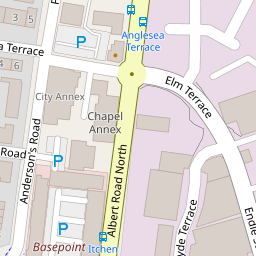 3
5
Anglesea
Terrace
P
a Terrace
6
4
Elm Terrace
City Annex
Chapel
Annex
Anderson's Road
Road
P
P
Albert Road North
Basepoint
Itchen
yde Terrace
Endle S